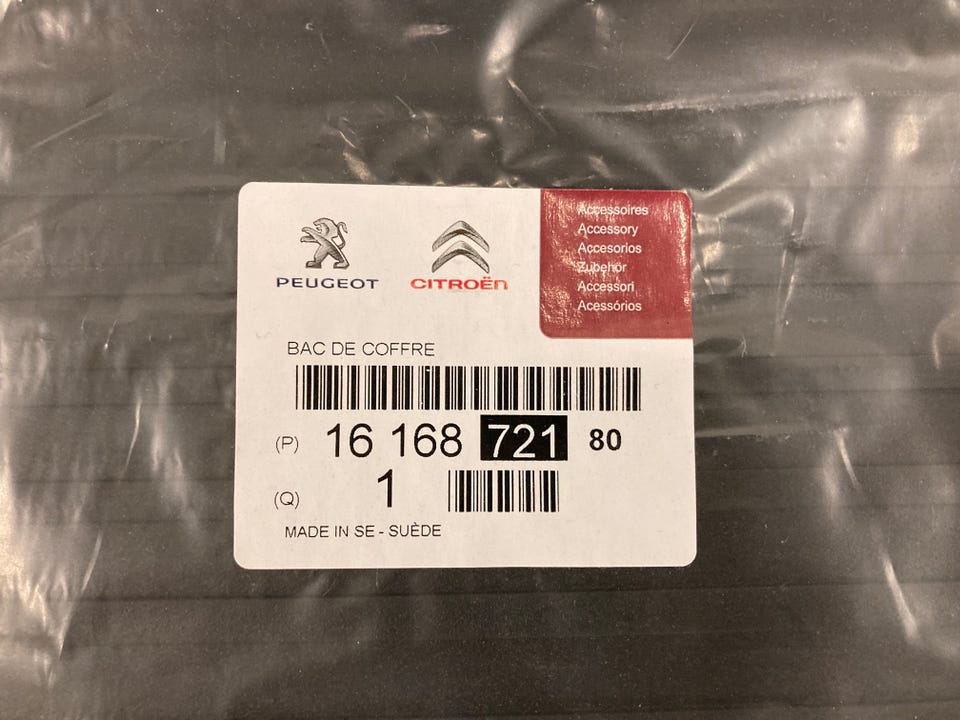 PEUGEOT
CITROËN
Accessoires
Accessory
Accesorios
Zubehör
Accessori
Acessórios
BAC DE COFFRE
(P) 16 168 721 80
(Q) 1
MADE IN SE - SUÈDE